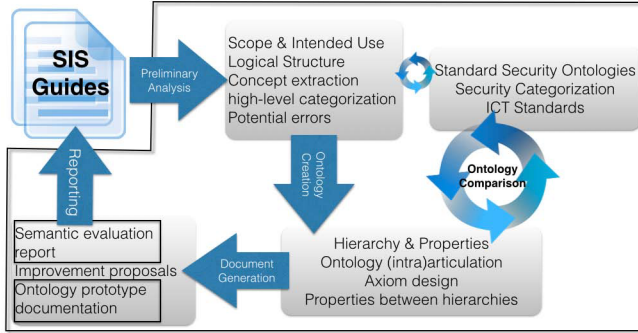 SIS
Guides
Preliminary
Analysis
Scope & Intended Use
Logical Structure
Concept extraction
high-level categorization
Potential errors
Standard Security Ontologies
Security Categorization
ICT Standards
Ontology
Creation
Ontology
Comparison
Reporting
Hierarchy & Properties
Ontology (intra)articulation
Axiom design
Properties between hierarchies
Document
Generation
Semantic evaluation
report
Improvement proposals
Ontology prototype
documentation